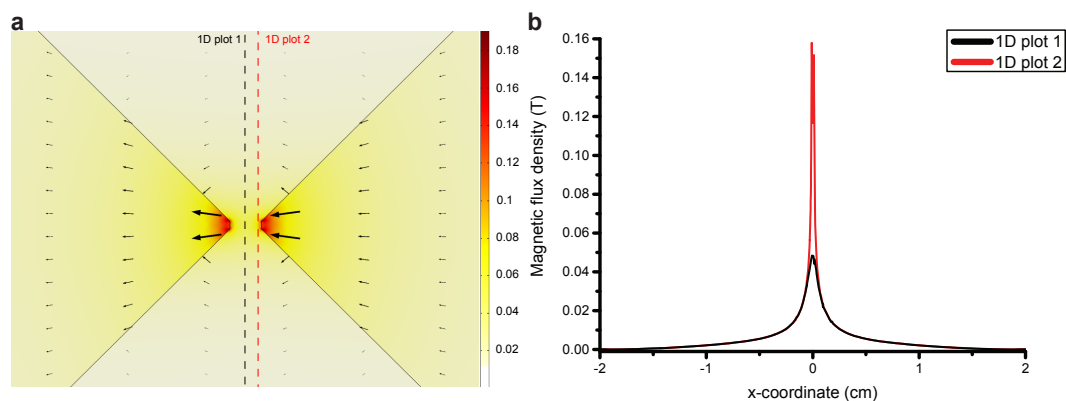 a
1D plot 1
1D plot 2
0.18
0.16
0.14
0.12
0.10
0.08
0.06
0.04
0.02
b
Magnetic flux density (T)
0.16
0.14
0.12
0.10
0.08
0.06
0.04
0.02
0.00
-2
-1
0
1
2
x-coordinate (cm)
1D plot 1
1D plot 2